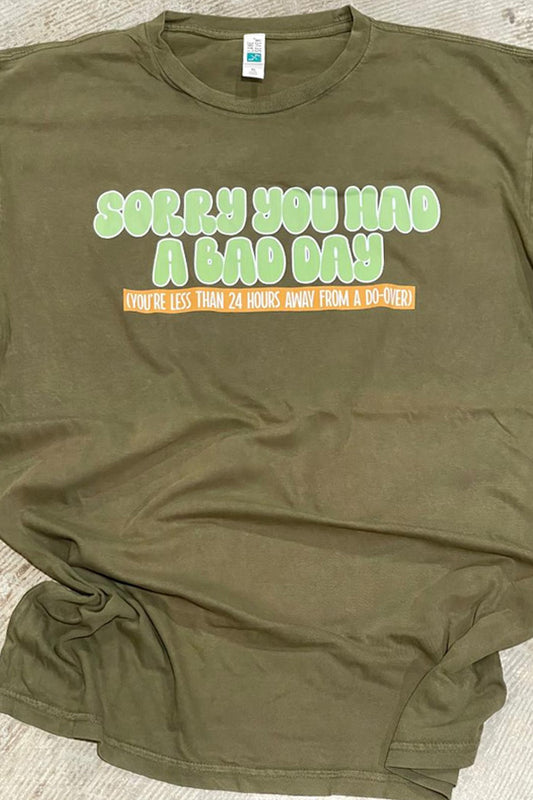 SORRY YOU HAD
A BAD DAY
(YOU'RE LESS THAN 24 HOURS AWAY FROM A DO-OVER)